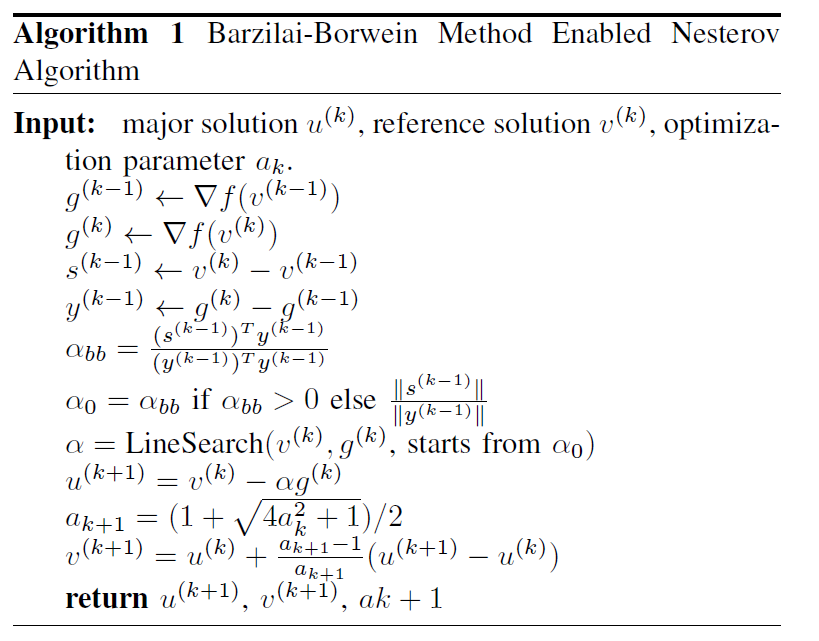 Algorithm 1 Barzilai-Borwein Method Enabled Nesterov
Algorithm
Input: major solution u^(k), reference solution v^(k), optimiza-
tion parameter a_k.
g^(k−1) ← ∇f(v^(k−1))
g^(k) ← ∇f(v^(k))
s^(k−1) ← v^(k) − v^(k−1)
y^(k−1) ← g^(k) − g^(k−1)
α_bb = (s^(k−1))^T y^(k−1) / (y^(k−1))^T y^(k−1)
α_0 = α_bb if α_bb > 0 else ‖s^(k−1)‖ / ‖y^(k−1)‖
α = LineSearch(v^(k), g^(k), starts from α_0)
u^(k+1) = v^(k) − αg^(k)
a_{k+1} = (1 + √(4a_k^2 + 1))/2
v^(k+1) = u^(k) + (a_{k+1}−1 / a_{k+1})(u^(k+1) − u^(k))
return u^(k+1), v^(k+1), ak + 1